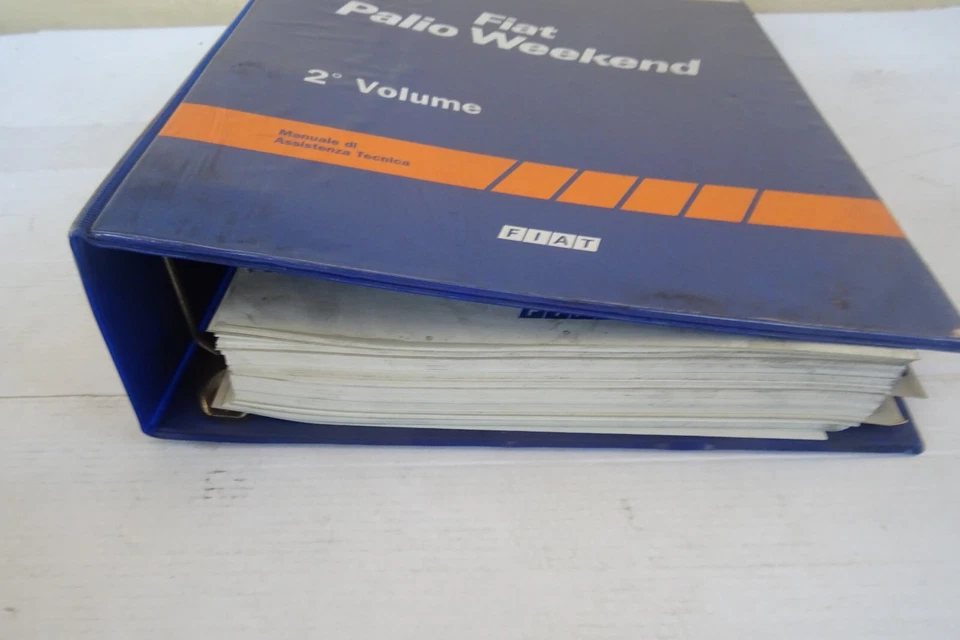 Fiat
Palio Weekend
2° Volume
Manuale di
Assistenza Tecnica
FIAT